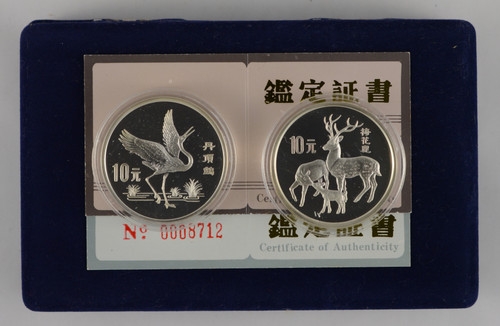 鑑定証書
丹頂鶴
10元
梅花鹿
10元
Ce
No 0008712
鑑定証書
Certificate of Authenticity